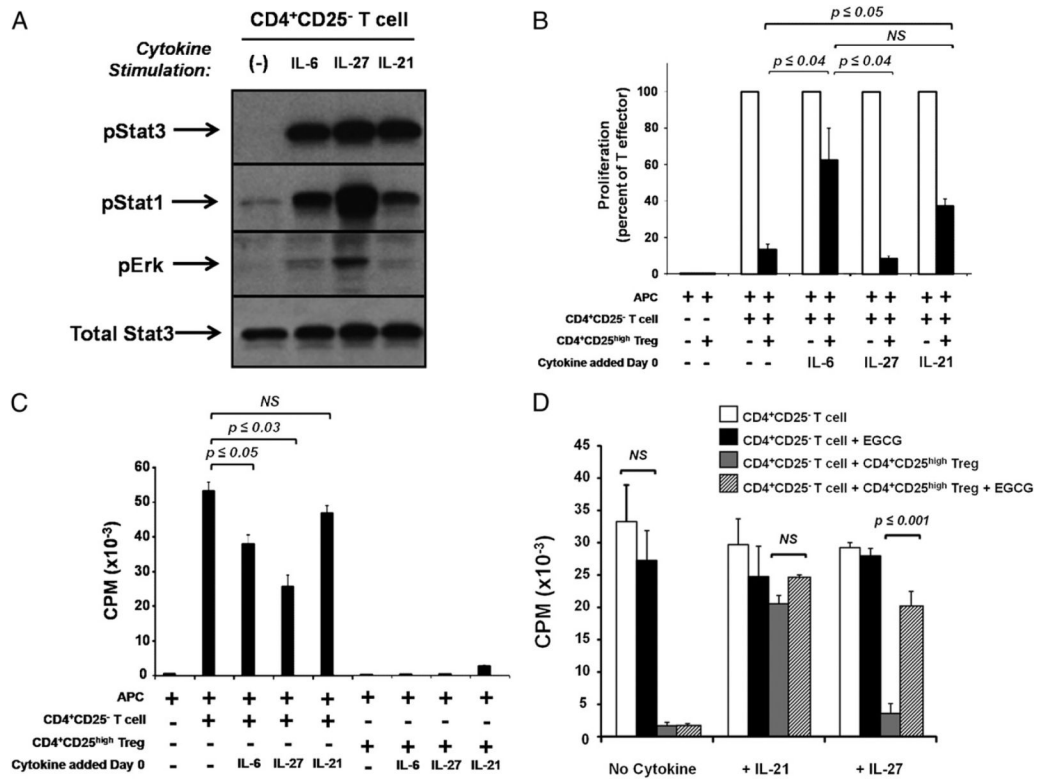 A
CD4⁺CD25⁻ T cell
Cytokine
Stimulation:
(-) IL-6 IL-27 IL-21
pStat3
pStat1
pErk
Total Stat3
B
p ≤ 0.05
NS
p ≤ 0.04 p ≤ 0.04
Proliferation
(percent of T effector)
100
80
60
40
20
0
APC + + + + + + + + + +
CD4⁺CD25⁻ T cell - - + + + + + + + +
CD4⁺CD25ʰⁱᵍʰ Treg - + - + - + - + - +
Cytokine added Day 0 - - - - IL-6 IL-27 IL-21
C
NS
p ≤ 0.03
p ≤ 0.05
CPM (x10⁻³)
60
50
40
30
20
10
0
APC + + + + + + + + +
CD4⁺CD25⁻ T cell - + + + + - - - -
CD4⁺CD25ʰⁱᵍʰ Treg - - - - - + + + +
Cytokine added Day 0 - - IL-6 IL-27 IL-21 - IL-6 IL-27 IL-21
D
CD4⁺CD25⁻ T cell
CD4⁺CD25⁻ T cell + EGCG
CD4⁺CD25⁻ T cell + CD4⁺CD25ʰⁱᵍʰ Treg
CD4⁺CD25⁻ T cell + CD4⁺CD25ʰⁱᵍʰ Treg + EGCG
NS
NS
p ≤ 0.001
CPM (x10⁻³)
45
40
35
30
25
20
15
10
5
0
No Cytokine + IL-21 + IL-27